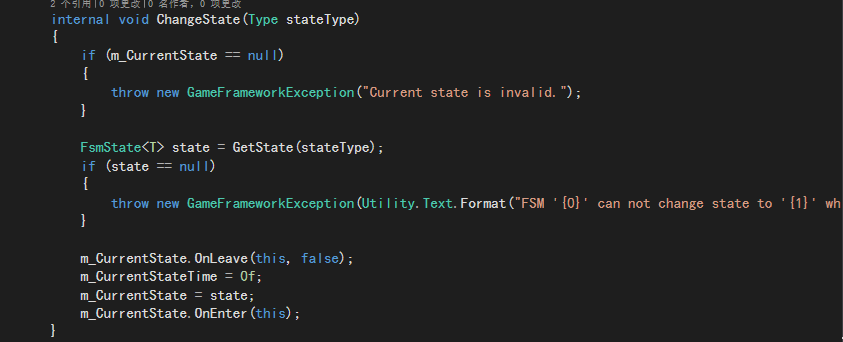 2 个引用|0 项更改|0 名作者, 0 项更改
internal void ChangeState(Type stateType)
{
if (m_CurrentState == null)
{
throw new GameFrameworkException("Current state is invalid.");
}
FsmState<T> state = GetState(stateType);
if (state == null)
{
throw new GameFrameworkException(Utility.Text.Format("FSM '{0}' can not change state to '{1}' wh
}
m_CurrentState.OnLeave(this, false);
m_CurrentStateTime = 0f;
m_CurrentState = state;
m_CurrentState.OnEnter(this);
}